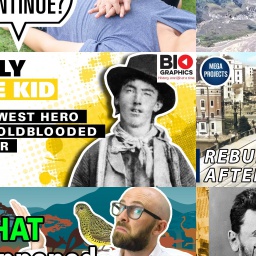 NTINUE?
LY
E KID
WEST HERO
OLDBLOODED
R
BIO
GRAPHICS
MEGA
PROJECTS
REBU
AFTE
HAT